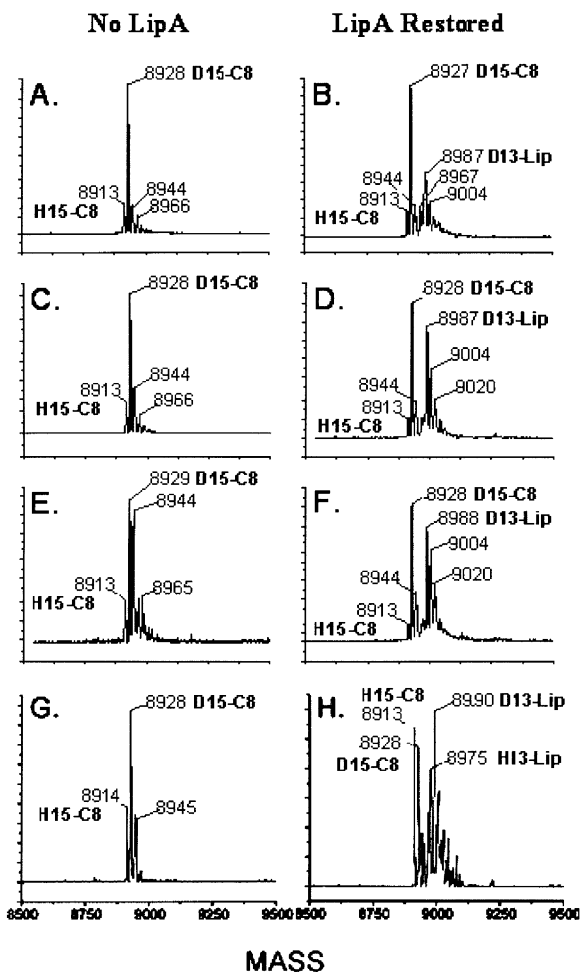 No LipA LipA Restored
A.
8928 D15-C8
8913
8944
8966
H15-C8
B.
8927 D15-C8
8987 D13-Lip
8944
8967
8913
9004
H15-C8
C.
8928 D15-C8
8944
8913
8966
H15-C8
D.
8928 D15-C8
8987 D13-Lip
9004
8944
9020
8913
H15-C8
E.
8929 D15-C8
8944
8913
8965
H15-C8
F.
8928 D15-C8
8988 D13-Lip
9004
8944
9020
8913
H15-C8
G.
8928 D15-C8
8914
H15-C8
8945
H.
H15-C8
8913
8990 D13-Lip
8928
D15-C8
8975 H13-Lip
8500 8750 9000 9250 9500 8500 8750 9000 9250 9500
MASS